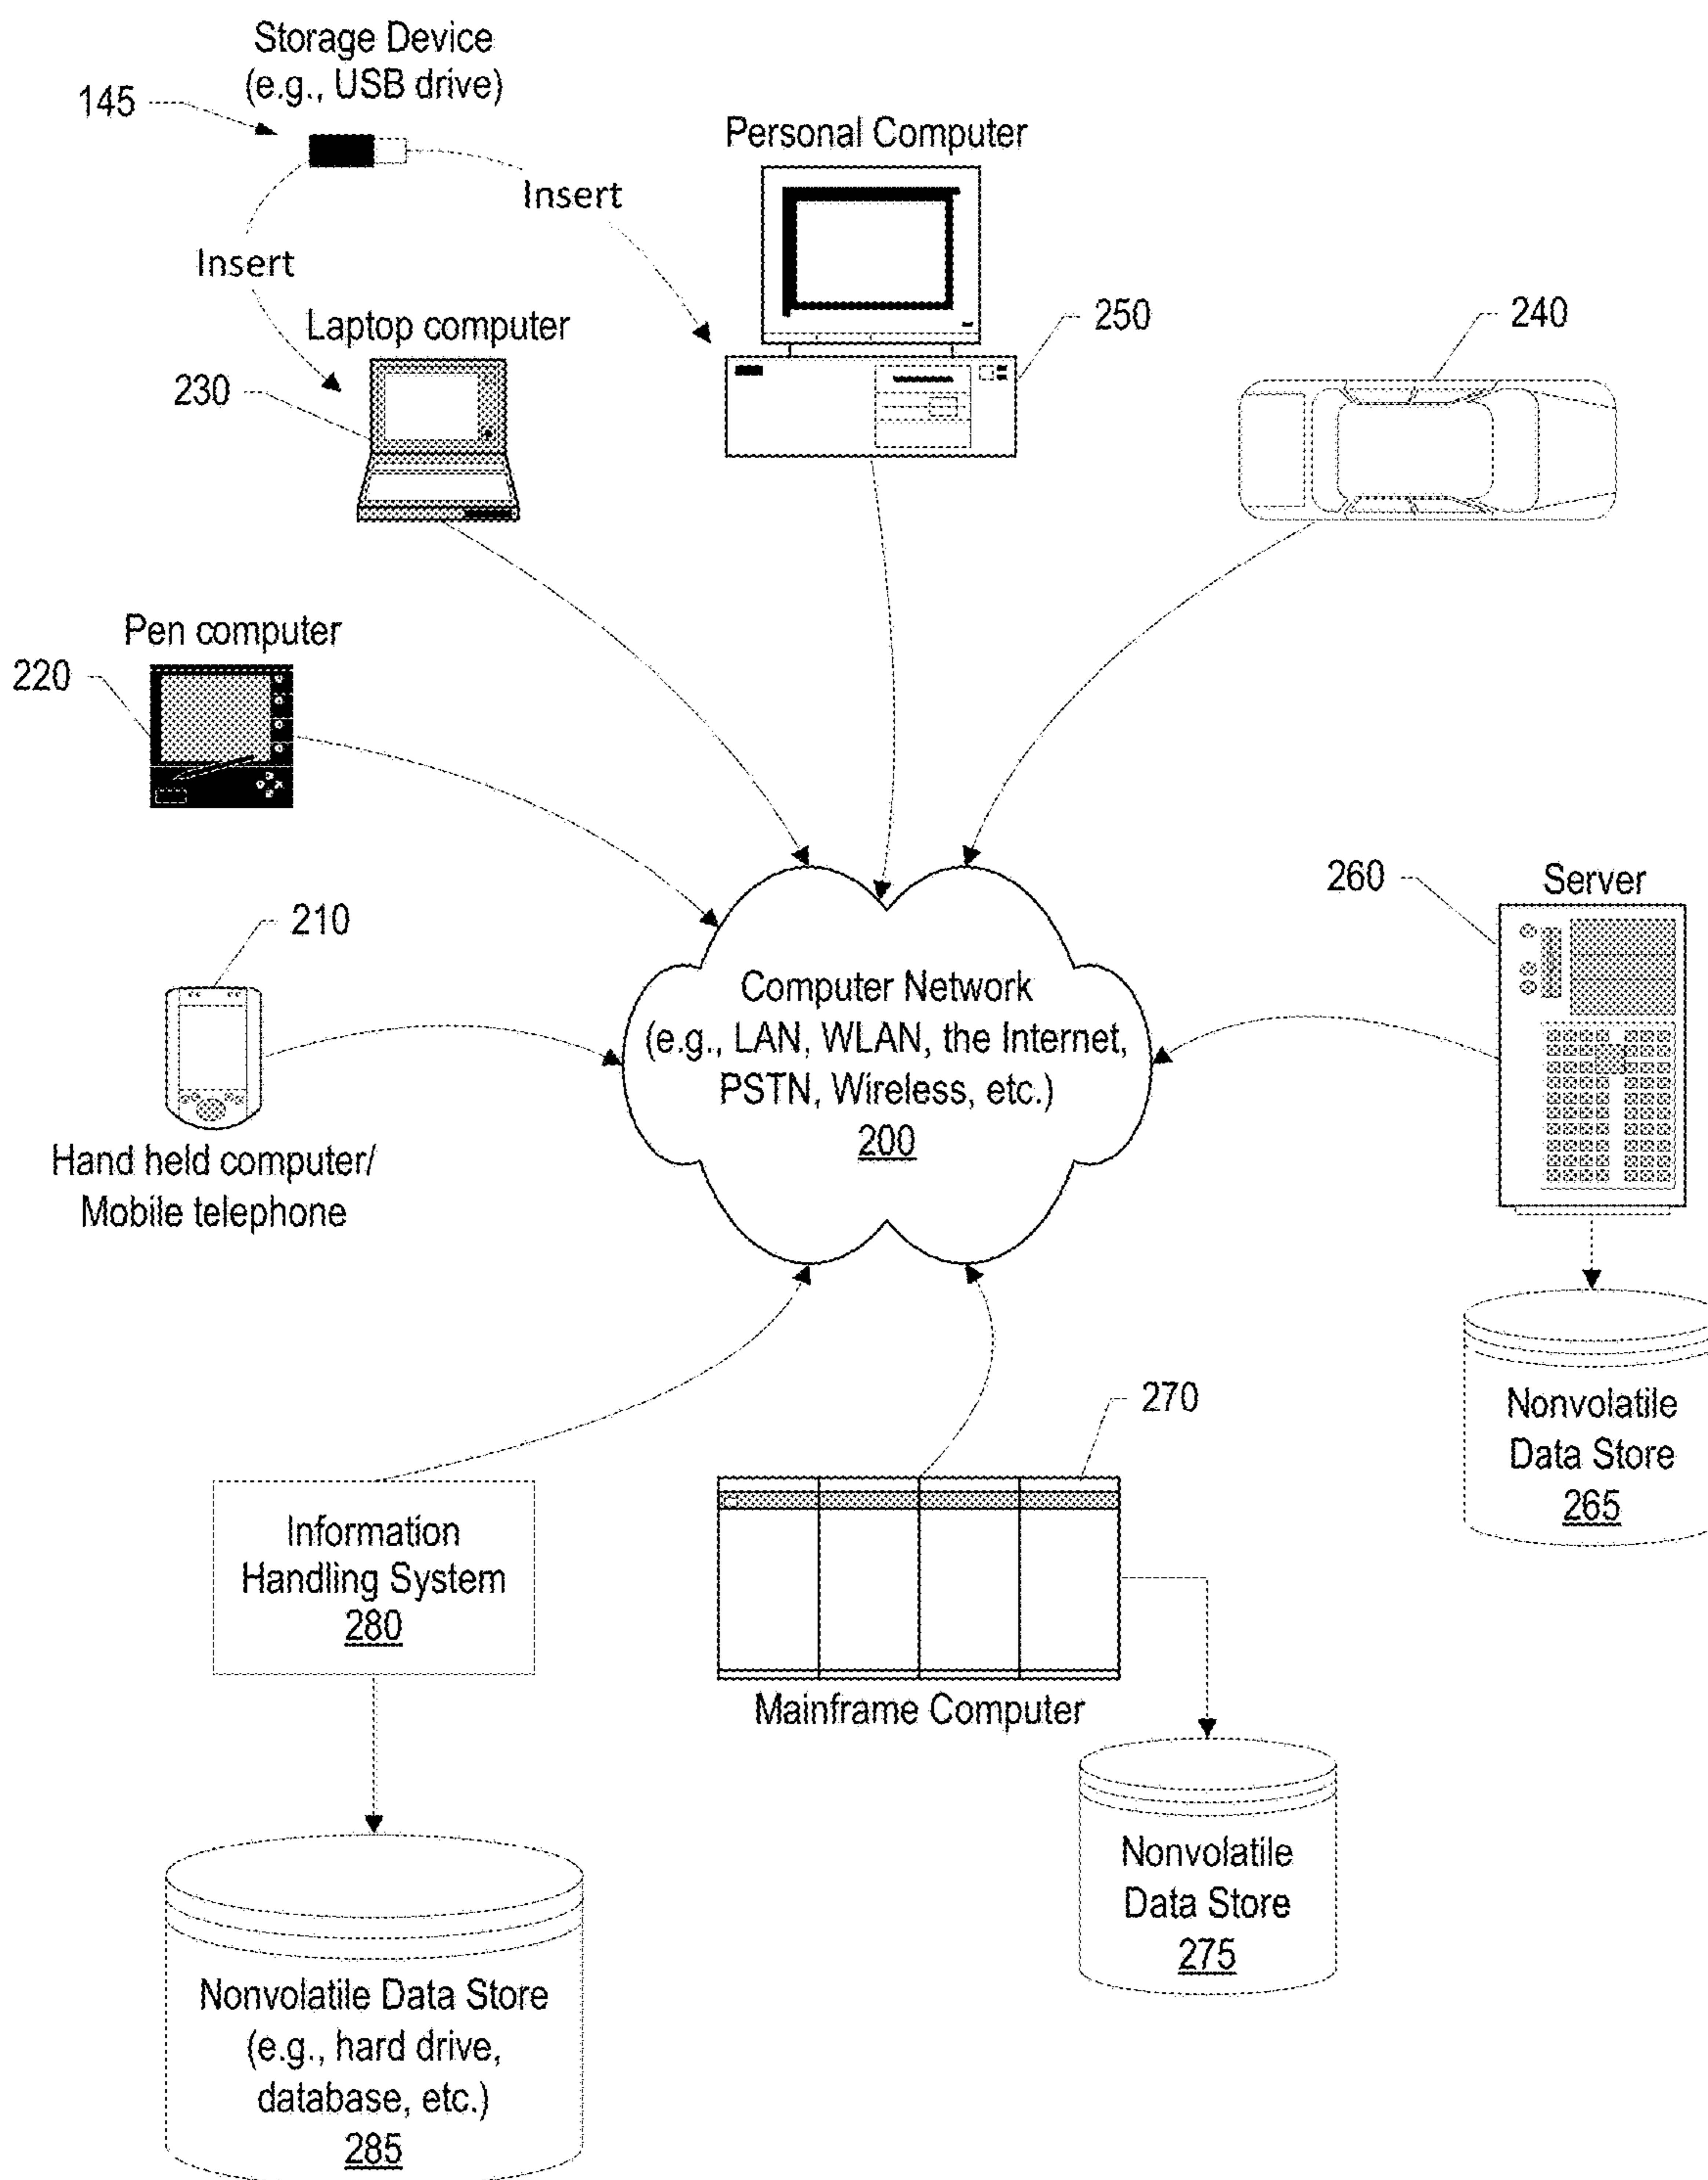 Storage Device
(e.g., USB drive)
145
Personal Computer
Insert
Insert
Laptop computer
250
240
230
Pen computer
220
260
Server
210
Computer Network
(e.g., LAN, WLAN, the Internet,
PSTN, Wireless, etc.)
200
Hand held computer/
Mobile telephone
270
Nonvolatile
Data Store
265
Information
Handling System
280
Mainframe Computer
Nonvolatile
Data Store
275
Nonvolatile Data Store
(e.g., hard drive,
database, etc.)
285